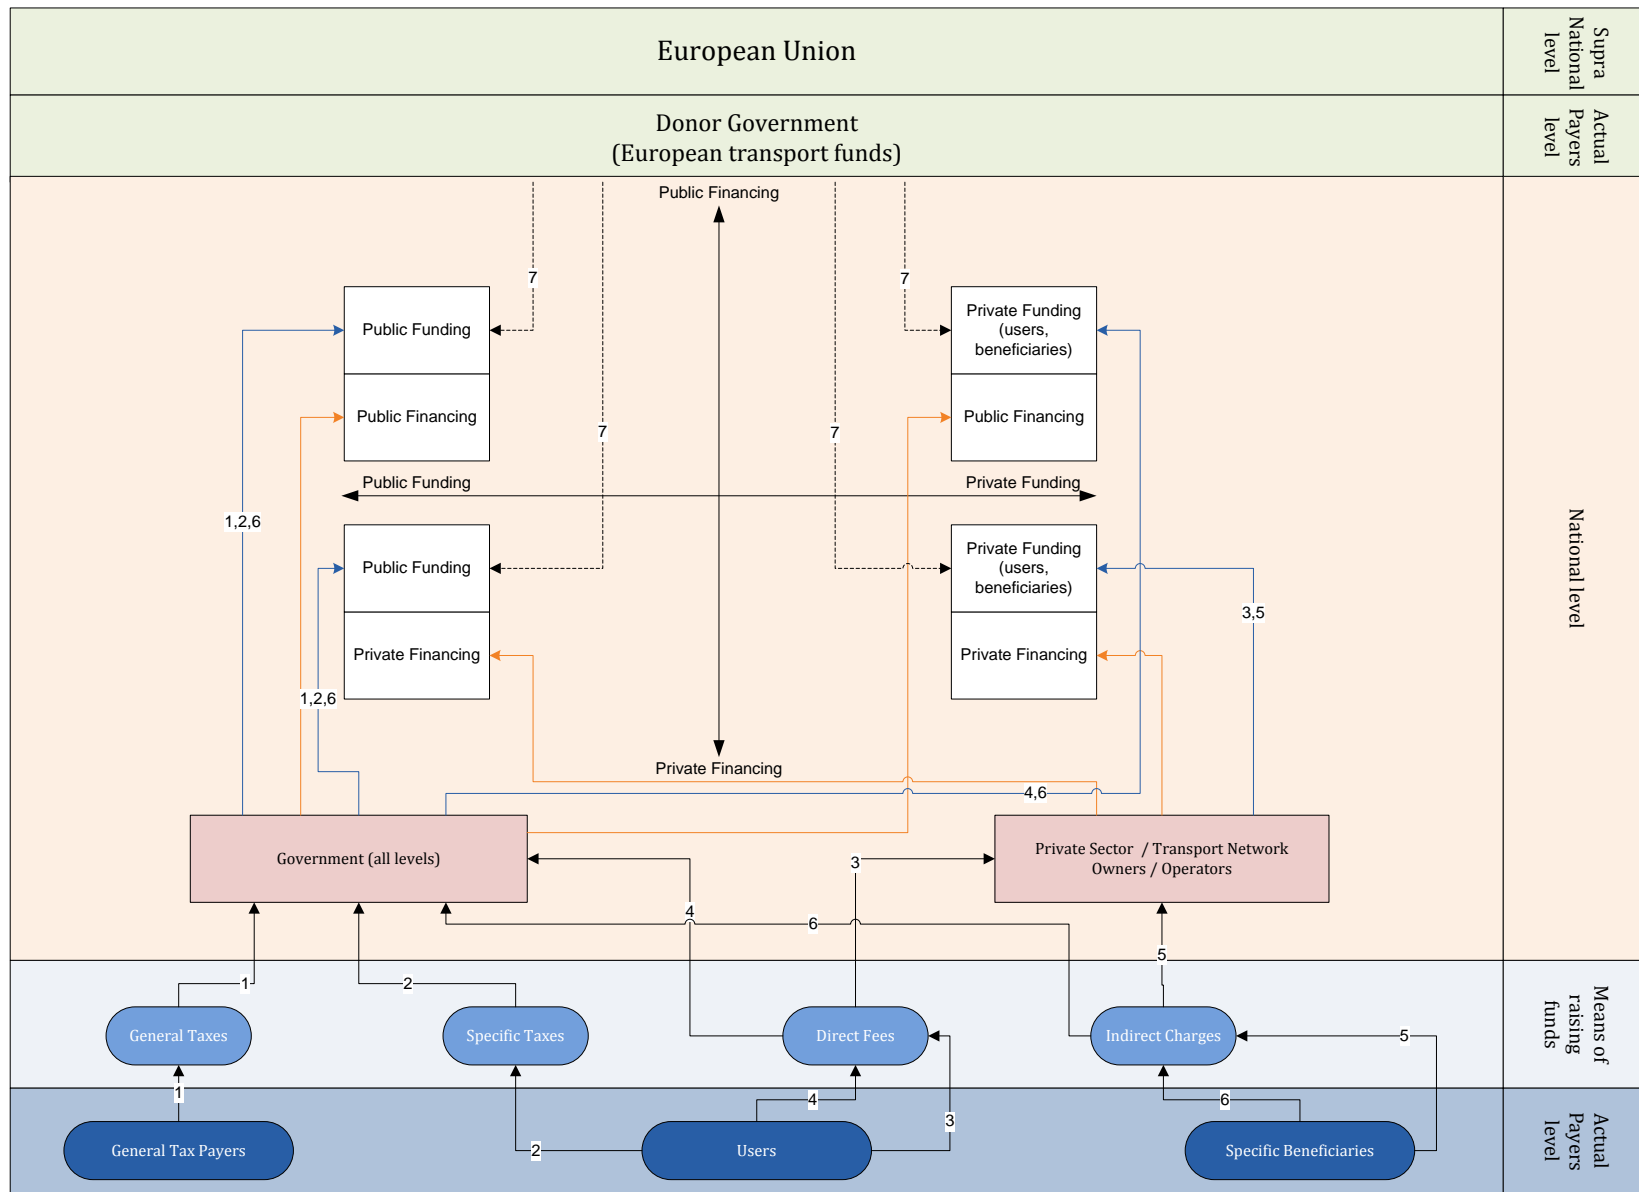 European Union
Supra
National
level
Donor Government
(European transport funds)
Actual
Payers
level
Public Financing
7
7
Public Funding
Private Funding
(users,
beneficiaries)
Public Financing
Public Financing
7
7
Public Funding
Private Funding
1,2,6
National level
Public Funding
Private Funding
(users,
beneficiaries)
3,5
Private Financing
Private Financing
1,2,6
Private Financing
4,6
Government (all levels)
Private Sector / Transport Network
Owners / Operators
3
4
6
5
1
2
Means of
raising
funds
General Taxes
Specific Taxes
Direct Fees
Indirect Charges
5
1
4
6
3
2
General Tax Payers
Users
Specific Beneficiaries
Actual
Payers
level